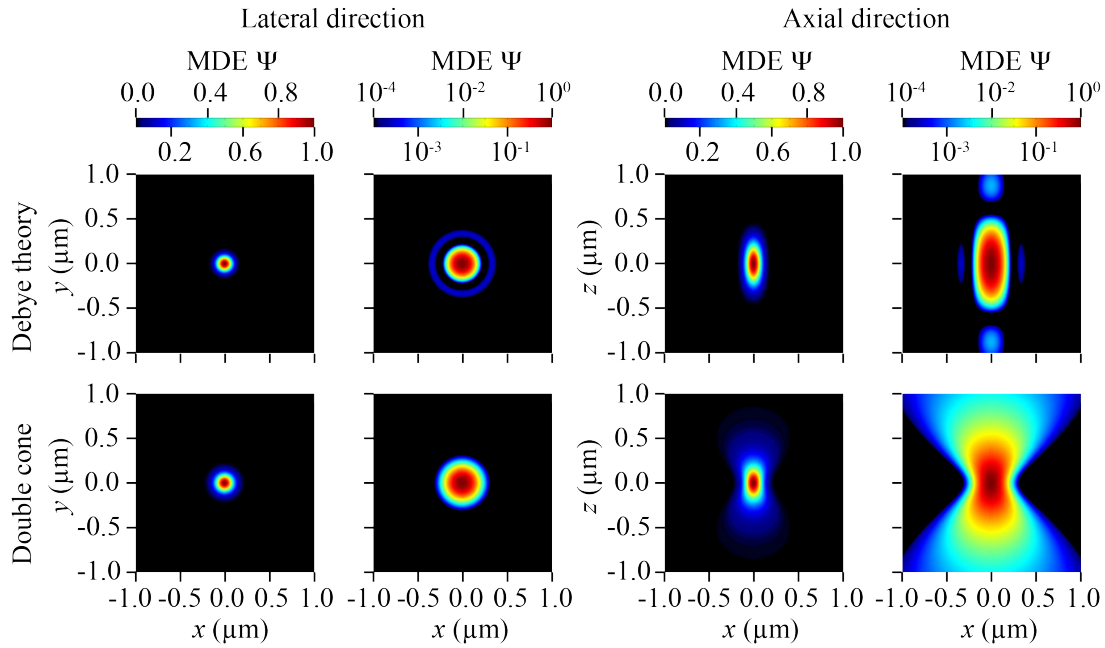 Lateral direction Axial direction
MDE Ψ MDE Ψ MDE Ψ MDE Ψ
0.0 0.4 0.8 10⁻⁴ 10⁻² 10⁰ 0.0 0.4 0.8 10⁻⁴ 10⁻² 10⁰
0.2 0.6 1.0 10⁻³ 10⁻¹ 0.2 0.6 1.0 10⁻³ 10⁻¹
Debye theory
y (µm)
1.0
0.5
0.0
-0.5
-1.0
z (µm)
1.0
0.5
0.0
-0.5
-1.0
Double cone
y (µm)
1.0
0.5
0.0
-0.5
-1.0
z (µm)
1.0
0.5
0.0
-0.5
-1.0
-1.0 -0.5 0.0 0.5 1.0 -1.0 -0.5 0.0 0.5 1.0 -1.0 -0.5 0.0 0.5 1.0 -1.0 -0.5 0.0 0.5 1.0
x (µm) x (µm) x (µm) x (µm)